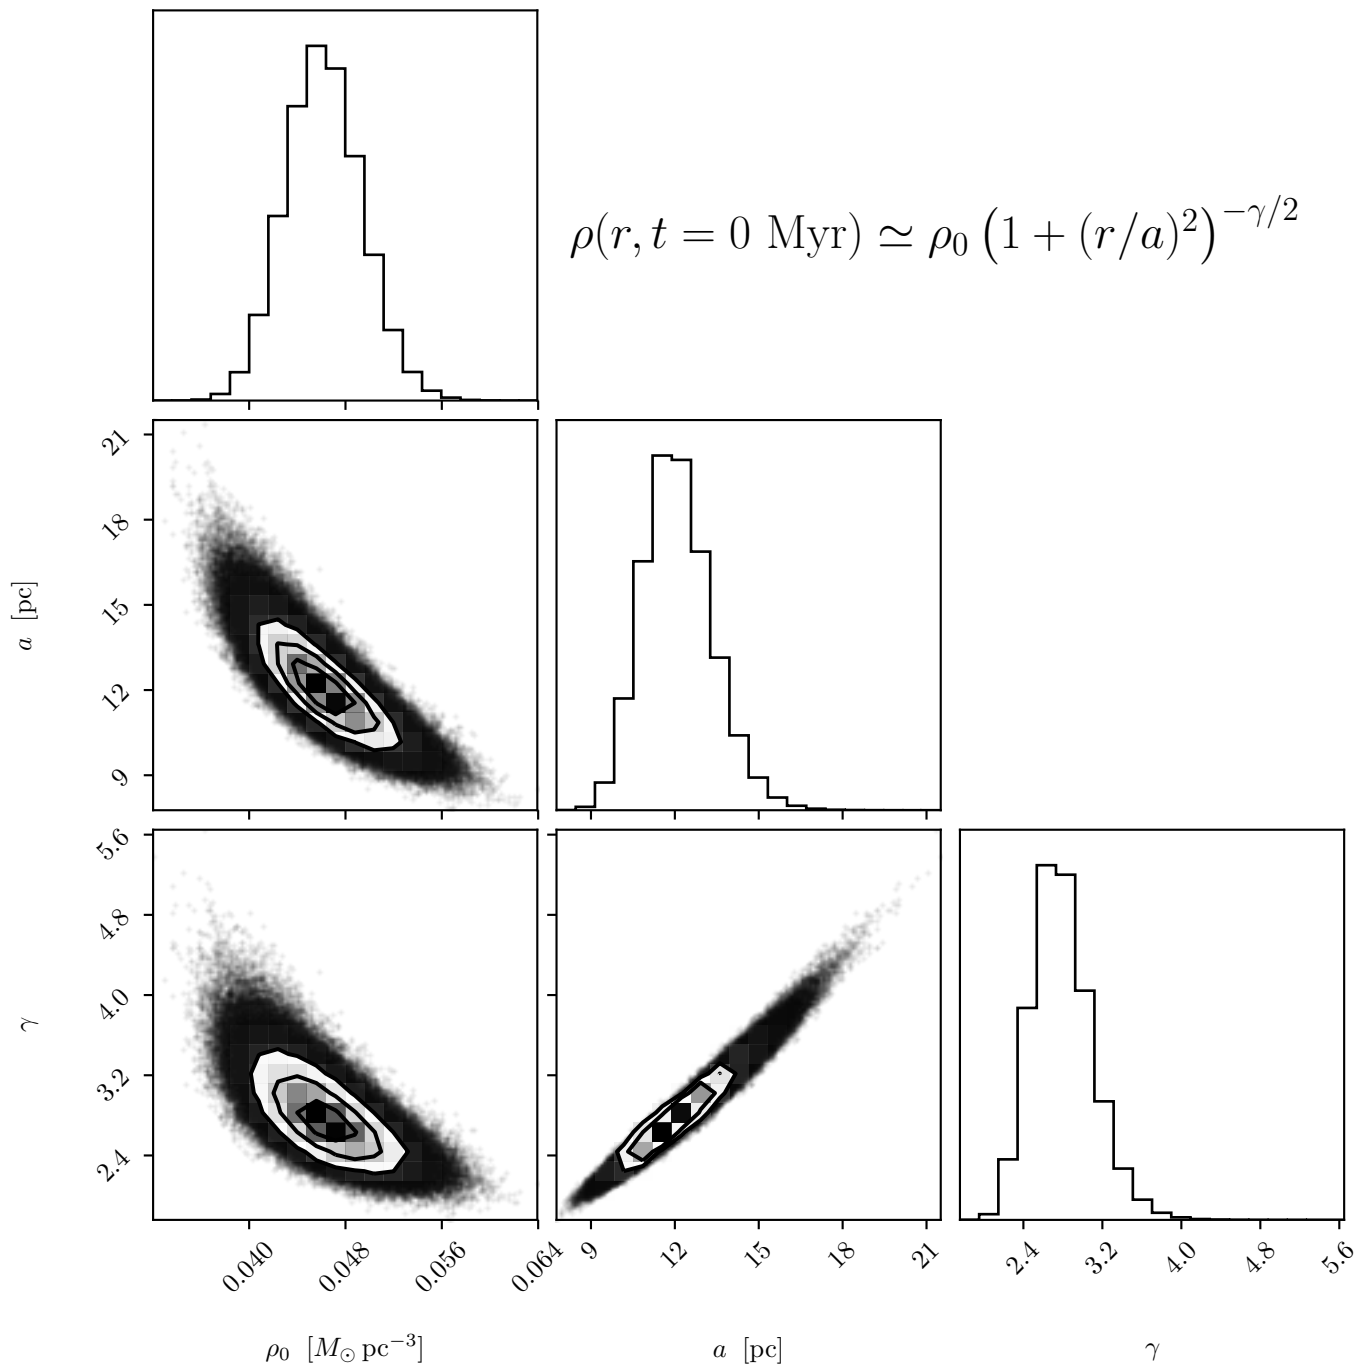 ρ(r, t = 0 Myr) ≃ ρ₀ (1 + (r/a)²)^{−γ/2}
21
18
15
12
9
a [pc]
5.6
4.8
4.0
3.2
2.4
γ
0.040 0.048 0.056 0.064 9 12 15 18 21 2.4 3.2 4.0 4.8 5.6
ρ₀ [M⊙ pc⁻³] a [pc] γ